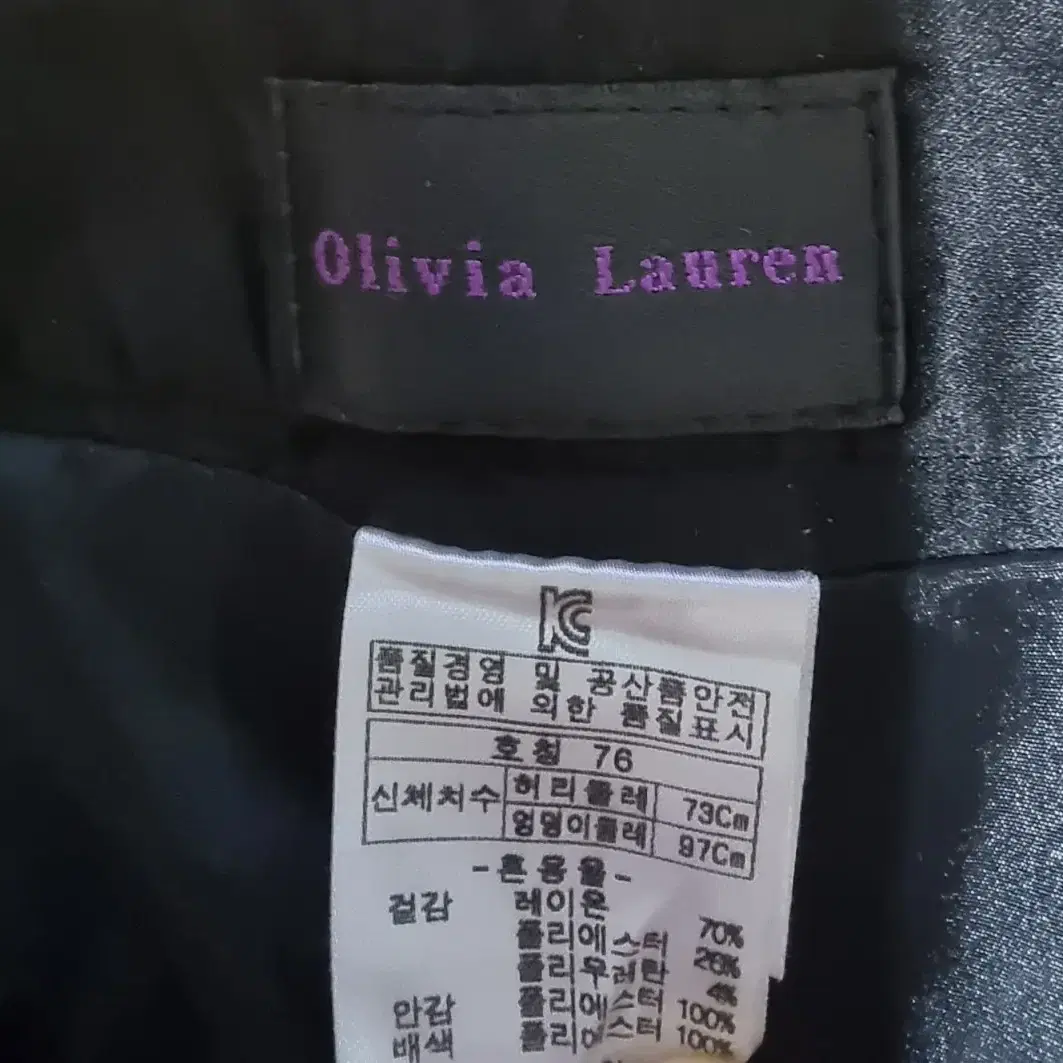 Olivia Lauren
KC
품질경영 및 공산품안전
관리법에 의한 품질표시
호칭 76
신체치수 허리둘레 73Cm
엉덩이둘레 97Cm
-혼용율-
겉감 레이온 70%
폴리에스터 26%
폴리우레탄 4%
안감 폴리에스터 100%
배색 폴리에스터 100%